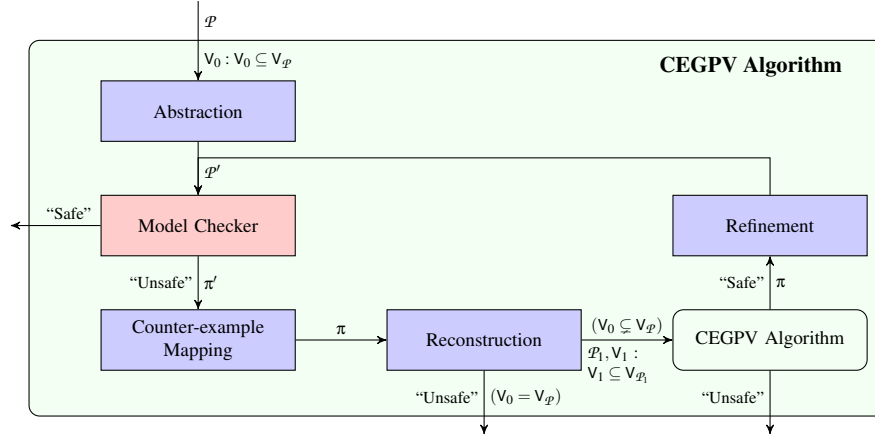 𝒫
V₀ : V₀ ⊆ V_𝒫
CEGPV Algorithm
Abstraction
𝒫′
“Safe”
Model Checker
Refinement
“Unsafe” π′
“Safe” π
Counter-example
Mapping
π
Reconstruction
(V₀ ⊊ V_𝒫)
𝒫₁, V₁ :
V₁ ⊆ V_𝒫₁
CEGPV Algorithm
“Unsafe” (V₀ = V_𝒫)
“Unsafe”